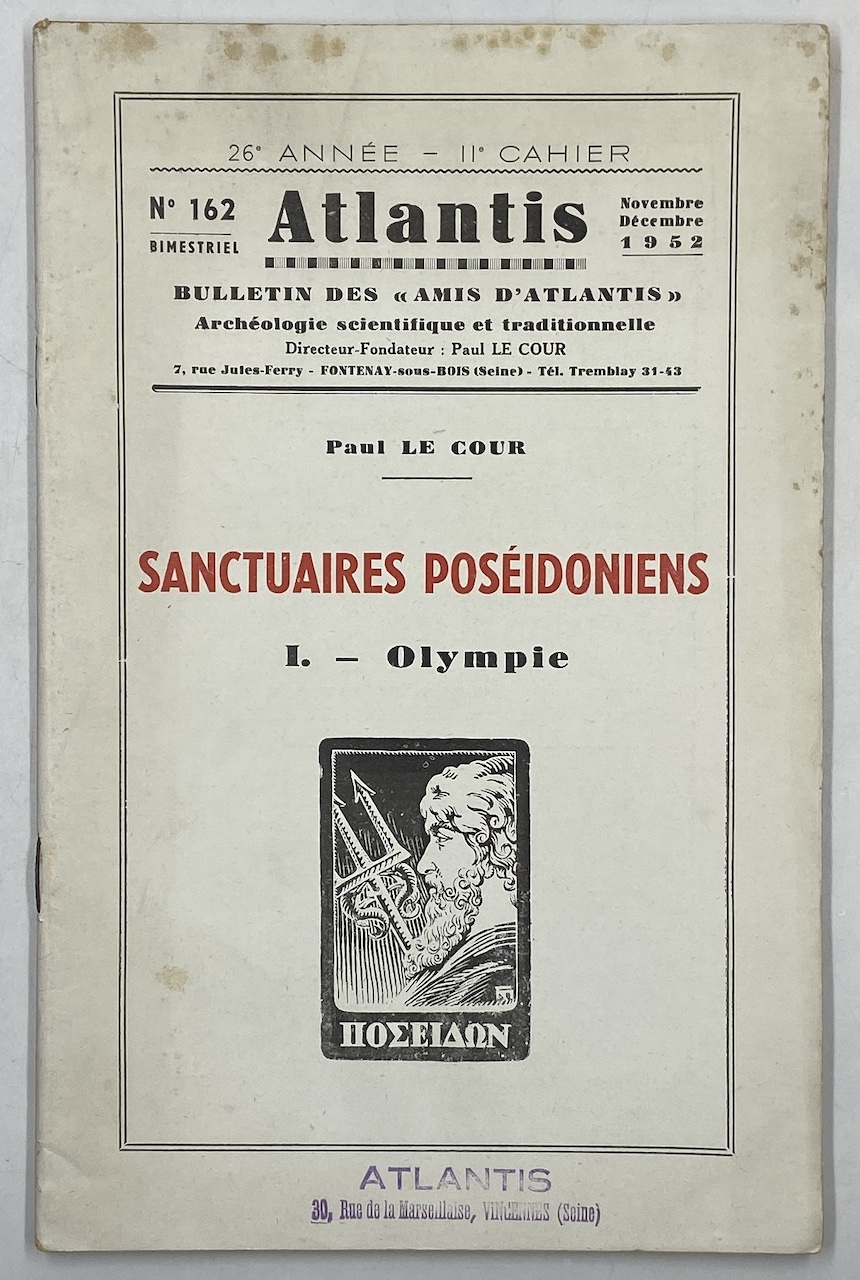 26e ANNÉE – IIe CAHIER
No 162
BIMESTRIEL
Atlantis
Novembre
Décembre
1952
BULLETIN DES « AMIS D'ATLANTIS »
Archéologie scientifique et traditionnelle
Directeur-Fondateur : Paul LE COUR
7, rue Jules-Ferry - FONTENAY-sous-BOIS (Seine) - Tél. Tremblay 31-43
Paul LE COUR
SANCTUAIRES POSÉIDONIENS
I. – Olympie
ΠΟΣΕΙΔΩΝ
ATLANTIS
30, Rue de la Marseillaise, VINCENNES (Seine)